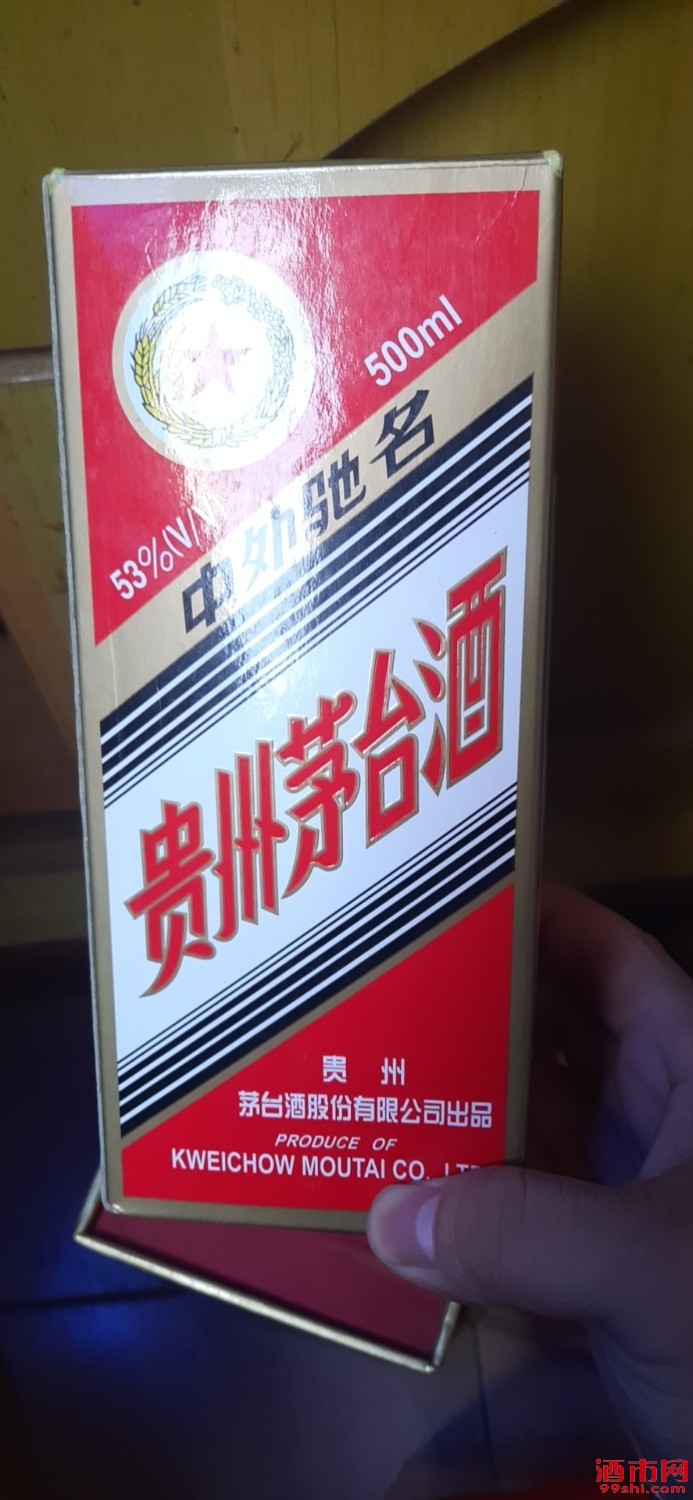 500ml
53%(V/
中外驰名
贵州茅台酒
贵州
茅台酒股份有限公司出品
PRODUCE OF
KWEICHOW MOUTAI CO.
酒市网
99shi.com